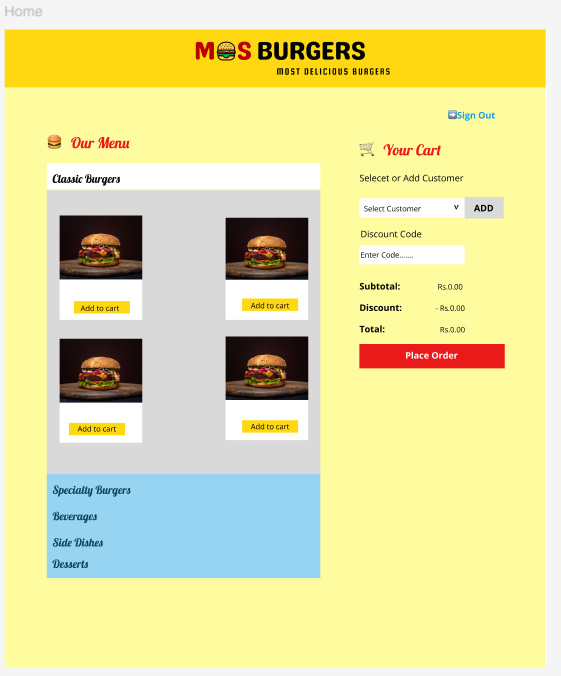 Home
M S BURGERS
MOST DELICIOUS BURGERS
Sign Out
Our Menu
Classic Burgers
Add to cart
Add to cart
Add to cart
Add to cart
Specialty Burgers
Beverages
Side Dishes
Desserts
Your Cart
Selecet or Add Customer
Select Customer v ADD
Discount Code
Enter Code.......
Subtotal: Rs.0.00
Discount: - Rs.0.00
Total: Rs.0.00
Place Order